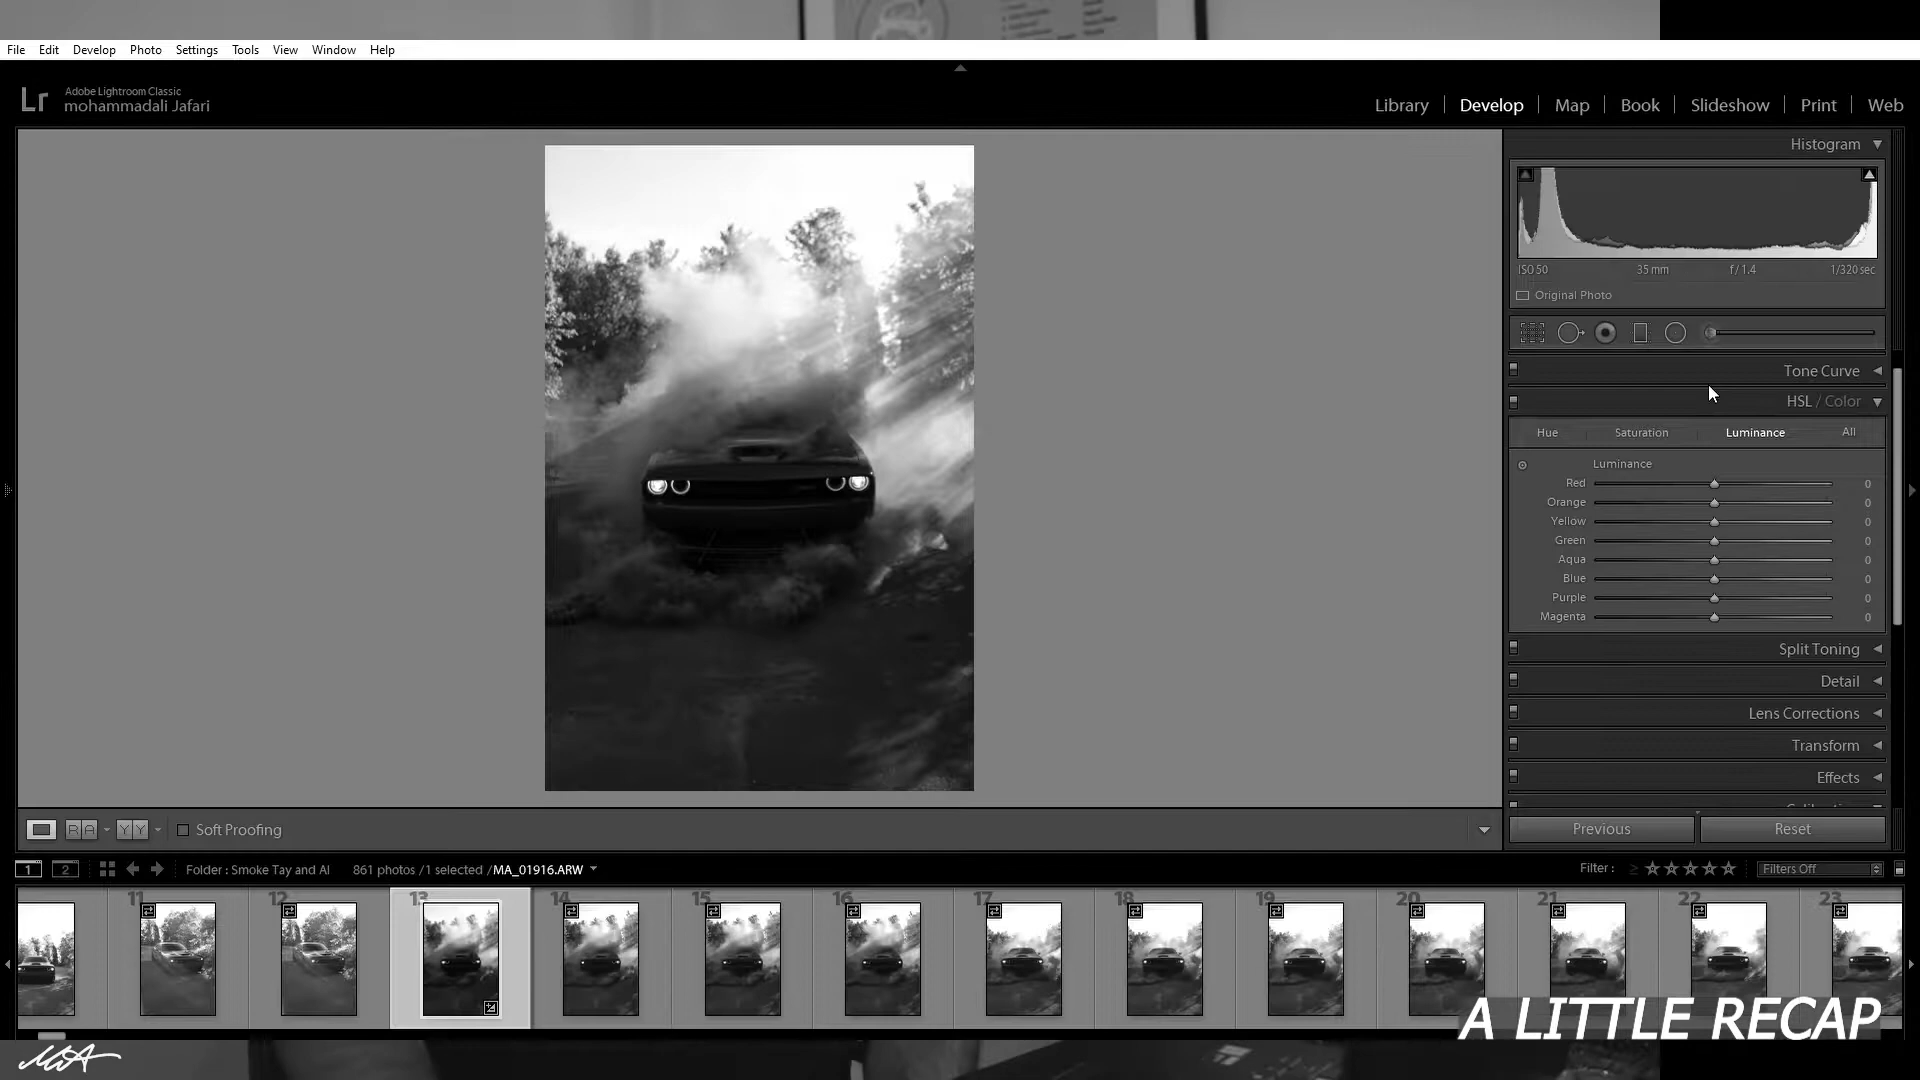 File Edit Develop Photo Settings Tools View Window Help
Lr
Adobe Lightroom Classic
mohammadali Jafari
Library Develop Map Book Slideshow Print Web
Histogram
ISO 50 35 mm f / 1.4 1/320 sec
Original Photo
Tone Curve
HSL / Color
Hue Saturation Luminance All
Luminance
Red 0
Orange 0
Yellow 0
Green 0
Aqua 0
Blue 0
Purple 0
Magenta 0
Split Toning
Detail
Lens Corrections
Transform
Effects
R A Y Y Soft Proofing
Previous Reset
1 2 Folder : Smoke Tay and Al 861 photos / 1 selected / MA_01916.ARW Filter : ≥ Filters Off
11 12 13 14 15 16 17 18 19 20 21 22 23
A LITTLE RECAP
MA